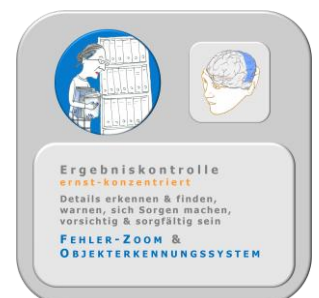 Ergebniskontrolle
ernst-konzentriert
Details erkennen & finden,
warnen, sich Sorgen machen,
vorsichtig & sorgfältig sein
FEHLER-ZOOM &
OBJEKTERKENNUNGSSYSTEM